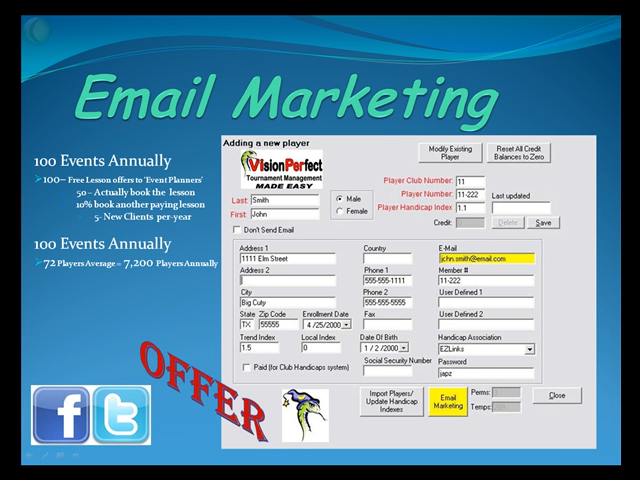 Email Marketing
100 Events Annually
100– Free Lesson offers to 'Event Planners'
50 – Actually book the lesson
10% book another paying lesson
5- New Clients per-year
100 Events Annually
72 Players Average = 7,200 Players Annually
Adding a new player
VisionPerfect
Tournament Management
MADE EASY
Modify Existing Player
Reset All Credit Balances to Zero
Player Club Number: 11
Player Number: 11-222
Player Handicap Index 1.1
Last updated
Credit:
Delete
Save
Last: Smith
First: John
Male
Female
Don't Send Email
Address 1
1111 Elm Street
Address 2
City
Big Cuty
State Zip Code Enrollment Date
TX 55555 4 /25/2000
Trend Index Local Index
1.5 0
Paid (for Club Handicaps system)
Country
Phone 1
555-555-1111
Phone 2
555-555-5555
Fax
Date Of Birth
1 / 2 /2000
Social Security Number
E-Mail
john.smith@email.com
Member #
11-222
User Defined 1
User Defined 2
Handicap Association
EZLinks
Password
japz
OFFER
Import Players/
Update Handicap
Indexes
Email
Marketing
Perms:
Temps:
Close